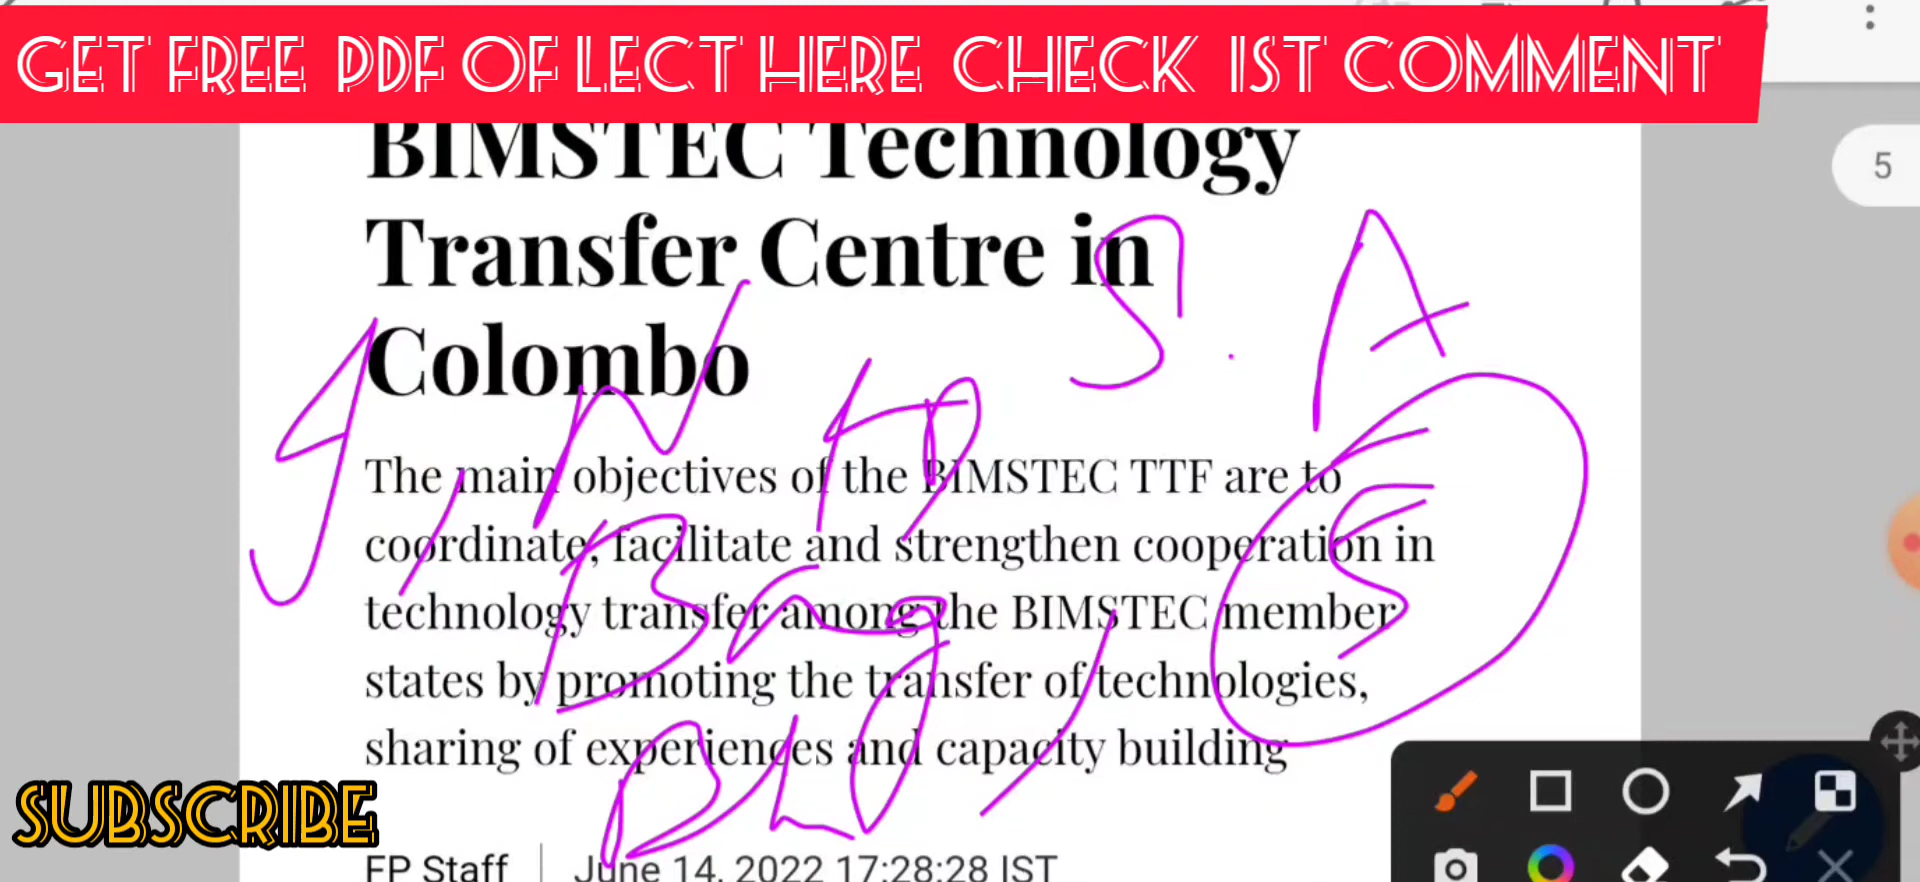 GET FREE PDF OF LECT HERE CHECK IST COMMENT
5
BIMSTEC Technology
Transfer Centre in
Colombo
S. A
The main objectives of the BIMSTEC TTF are to
coordinate, facilitate and strengthen cooperation in
technology transfer among the BIMSTEC member
states by promoting the transfer of technologies,
sharing of experiences and capacity building
SUBSCRIBE
FP Staff | June 14, 2022 17:28:28 IST